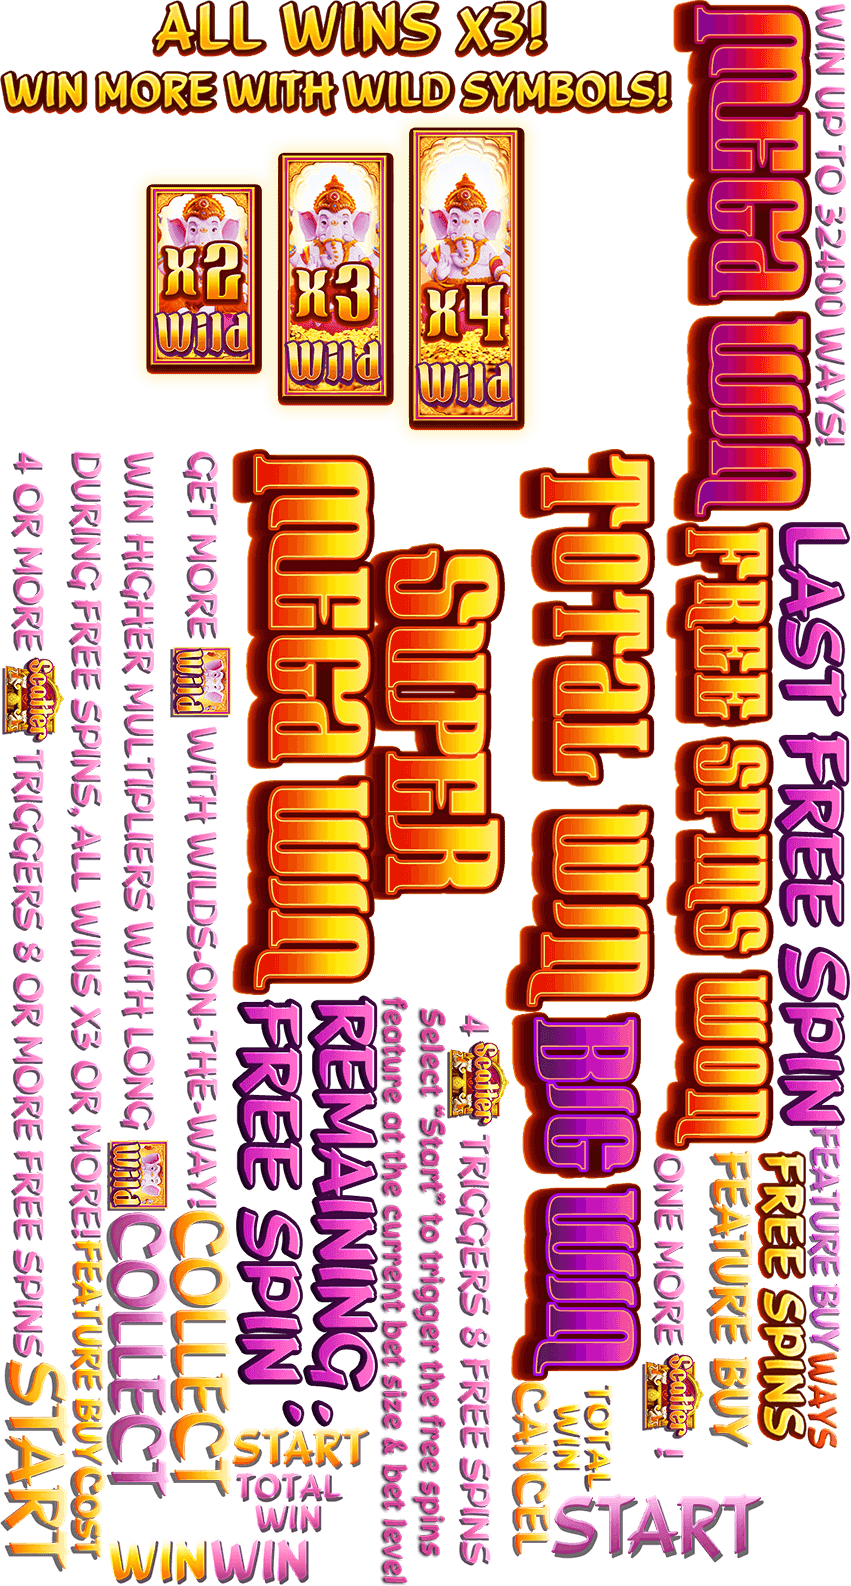 ALL WINS X3!
WIN MORE WITH WILD SYMBOLS!
x2
Wild
x3
Wild
x4
Wild
WIN UP TO 32400 WAYS!
MEGA WIN
LAST FREE SPIN
FREE SPINS WON
TOTAL WIN
SUPER
MEGA WIN
GET MORE Wild WITH WILDS-ON-THE-WAY!
WIN HIGHER MULTIPLIERS WITH LONG Wild
DURING FREE SPINS, ALL WINS X3 OR MORE!
4 OR MORE Scatter TRIGGERS 8 OR MORE FREE SPINS
BIG WIN
4 Scatter TRIGGERS 8 FREE SPINS
Select "Start" to trigger the free spins
feature at the current bet size & bet level
REMAINING :
FREE SPIN :
FEATURE BUY
FREE SPINS
FEATURE BUY
ONE MORE Scatter !
WAYS
COLLECT
COLLECT
FEATURE BUY COST
START
START
TOTAL
WIN
WIN
WIN
TOTAL
WIN
CANCEL
START